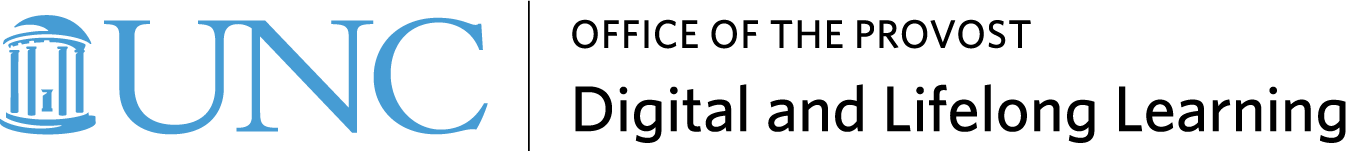 UNC
OFFICE OF THE PROVOST
Digital and Lifelong Learning